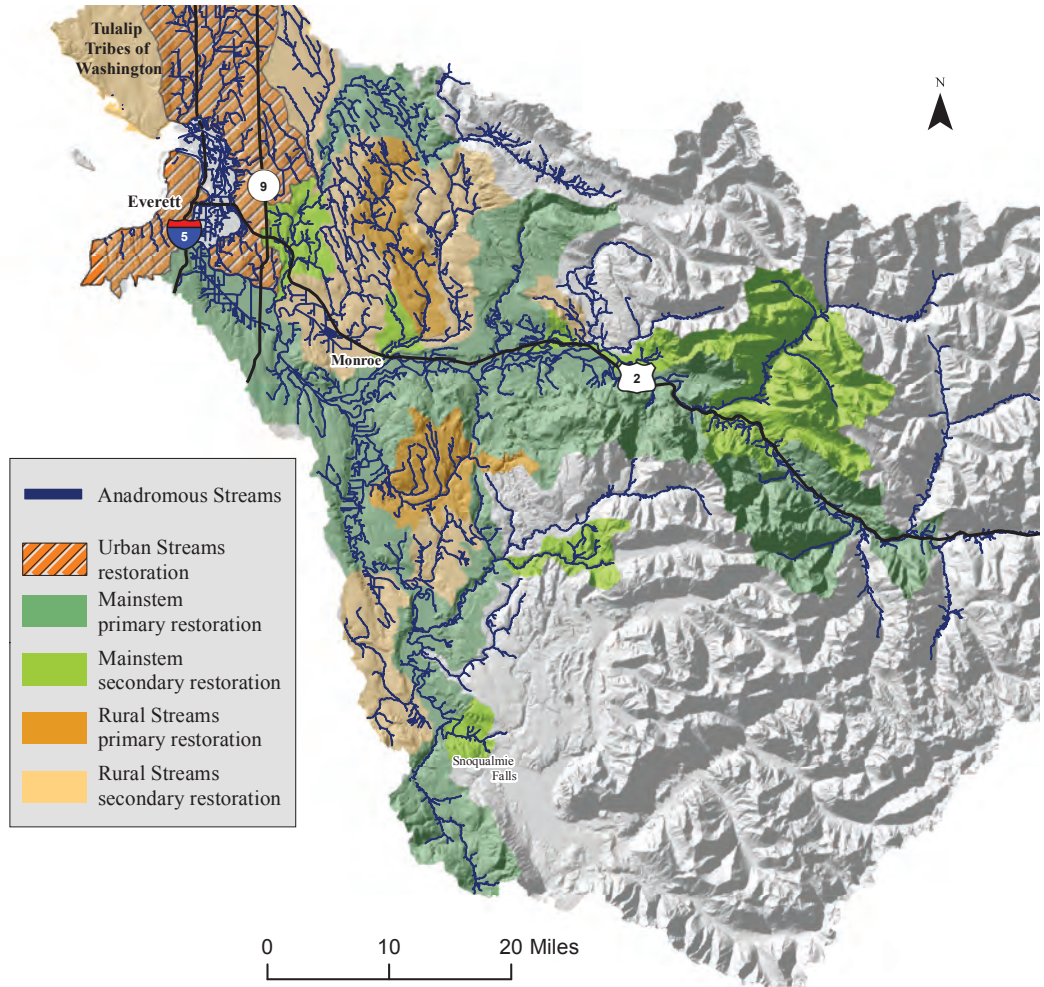 Tulalip
Tribes of
Washington
N
9
Everett
5
Monroe
2
Anadromous Streams
Urban Streams
restoration
Mainstem
primary restoration
Mainstem
secondary restoration
Rural Streams
primary restoration
Rural Streams
secondary restoration
Snoqualmie
Falls
0 10 20 Miles